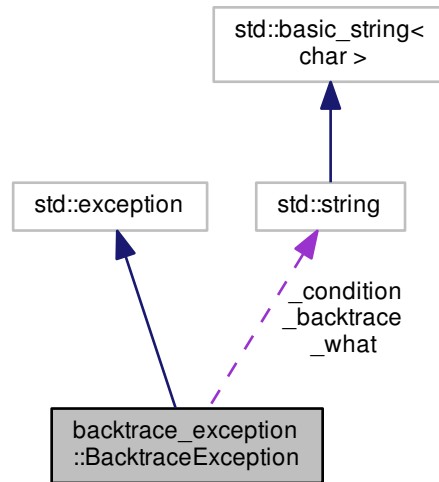 std::basic_string<
char >
std::exception
std::string
_condition
_backtrace
_what
backtrace_exception
::BacktraceException